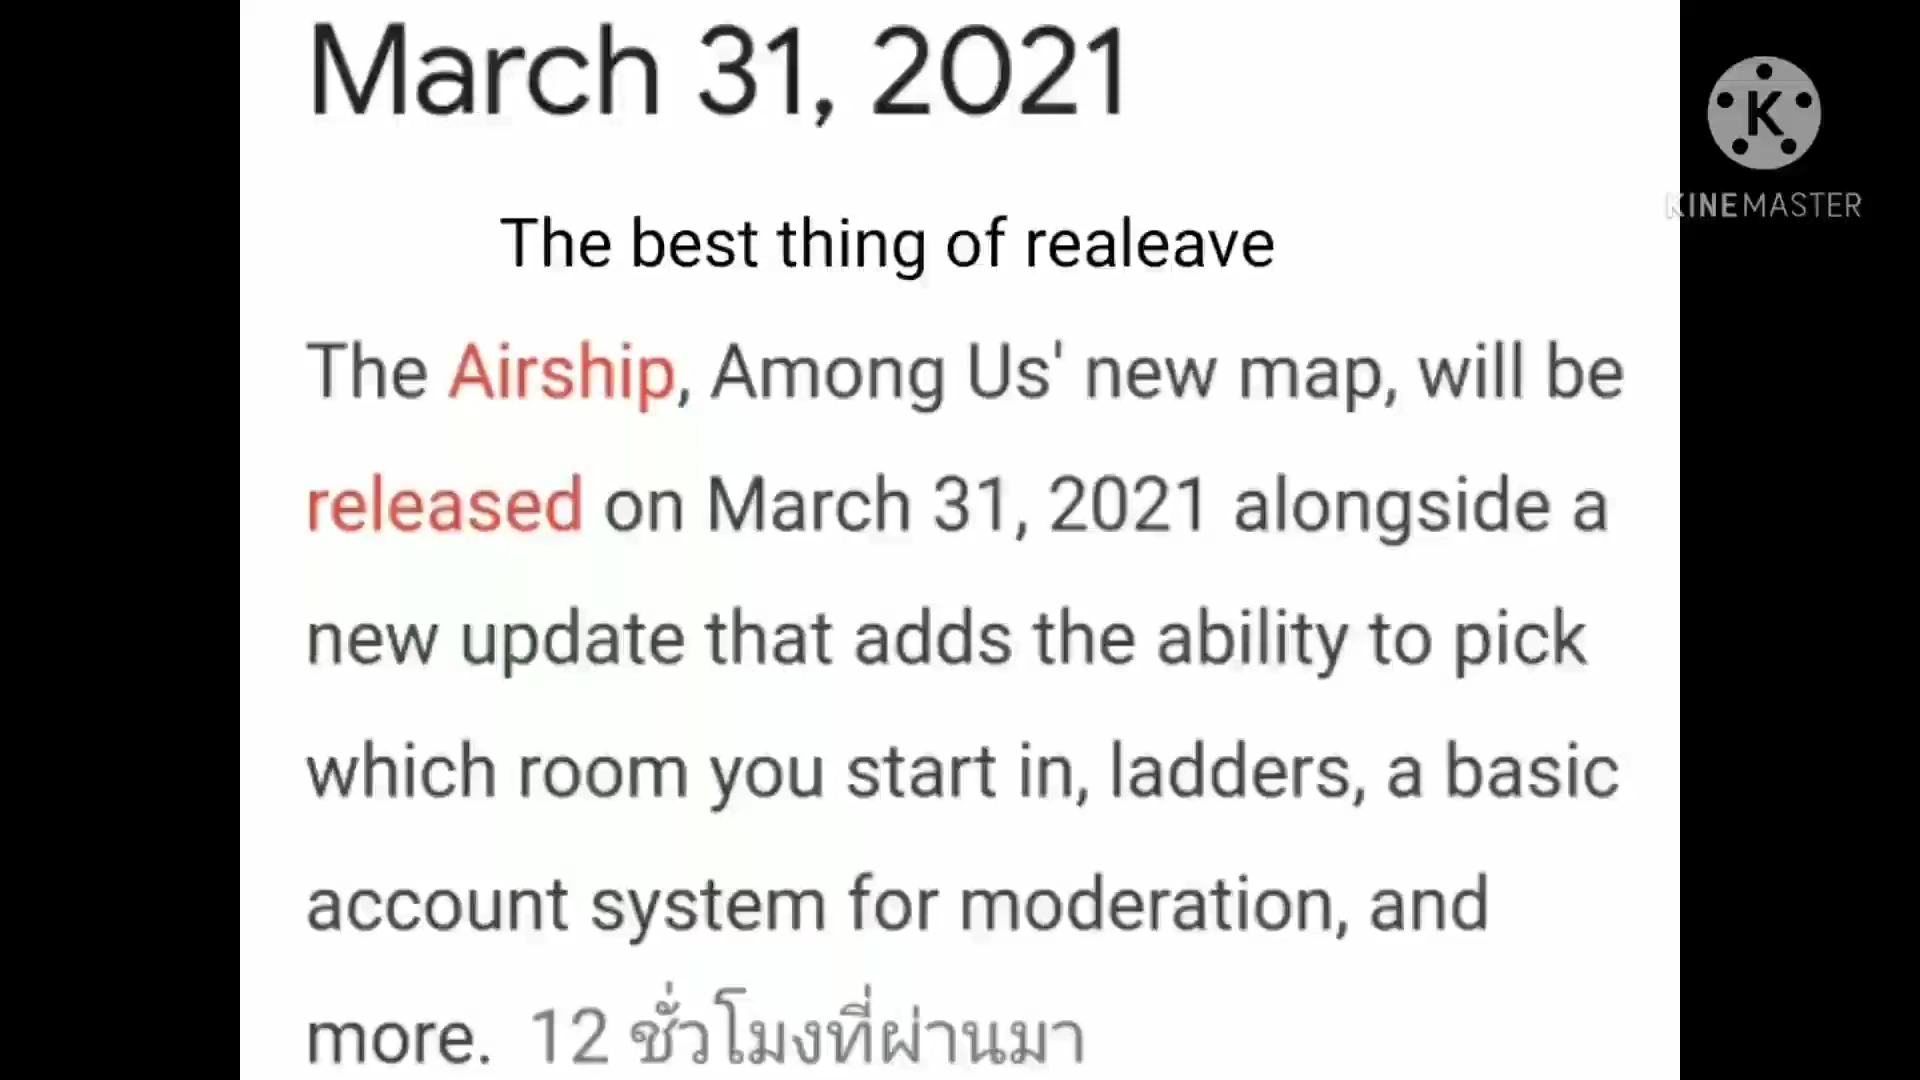 March 31, 2021
K
KINEMASTER
The best thing of realeave
The Airship, Among Us' new map, will be
released on March 31, 2021 alongside a
new update that adds the ability to pick
which room you start in, ladders, a basic
account system for moderation, and
more. 12 ชั่วโมงที่ผ่านมา